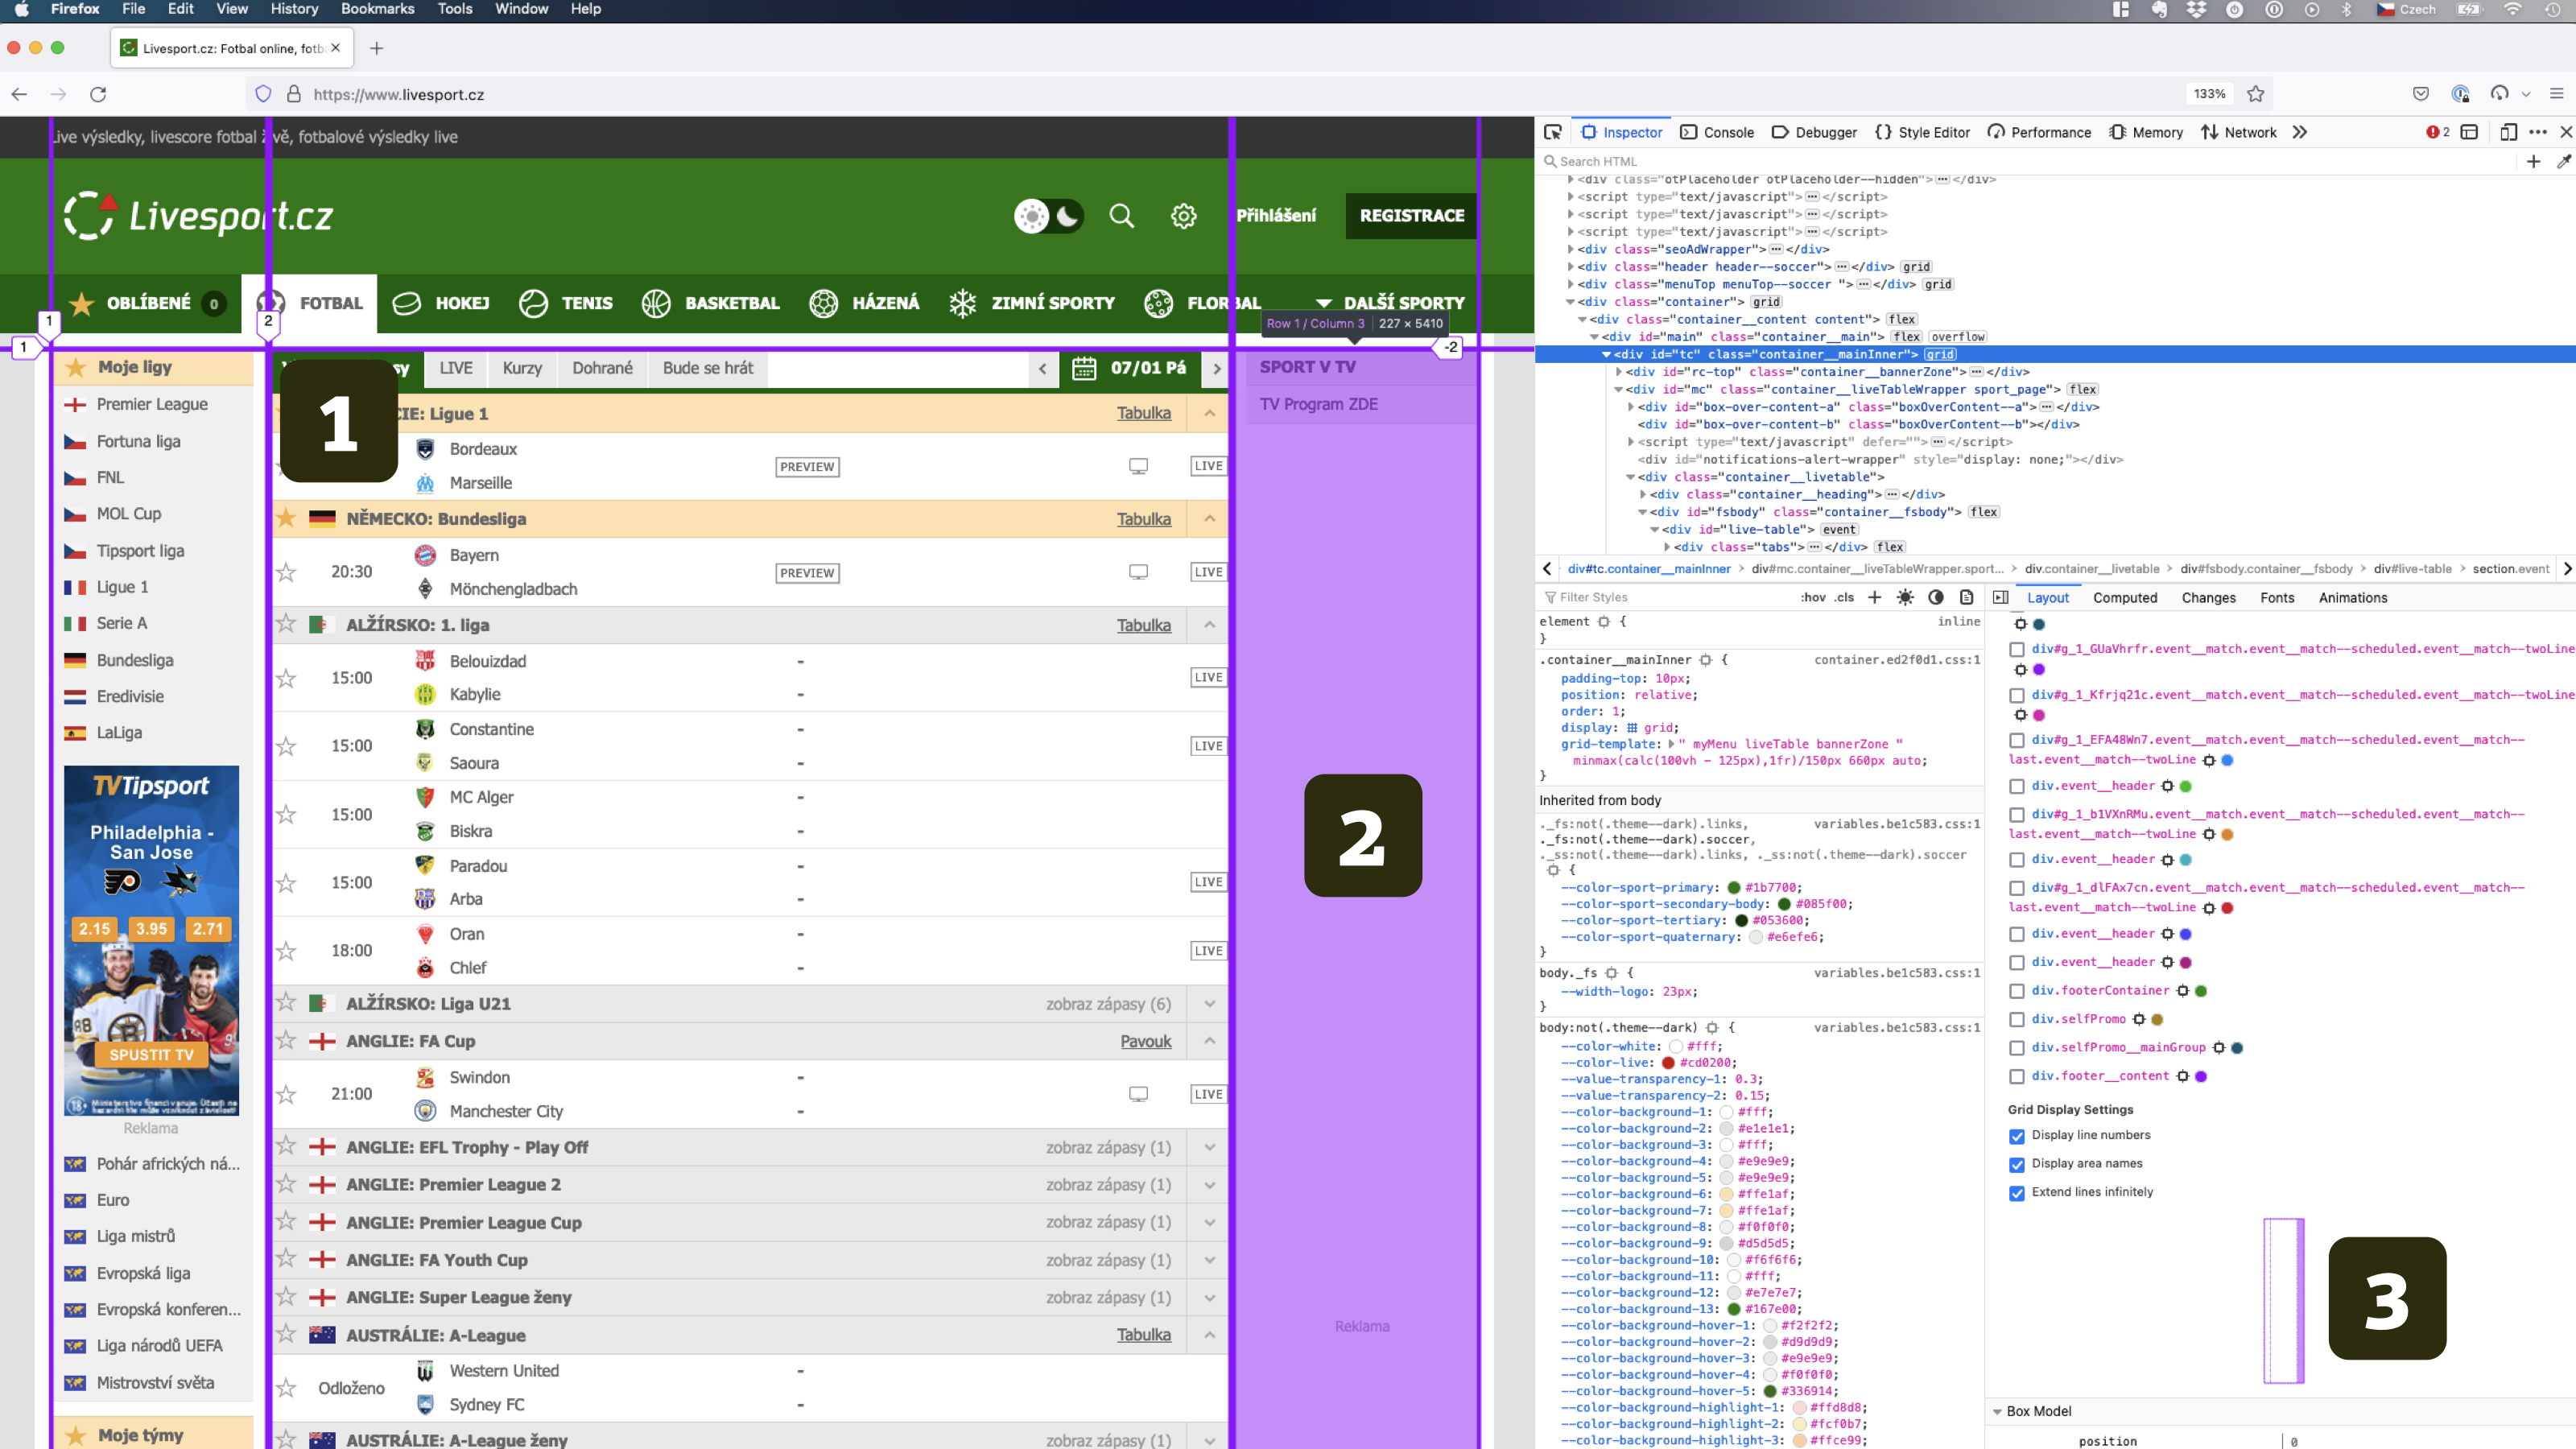 Firefox File Edit View History Bookmarks Tools Window Help
Czech
Livesport.cz: Fotbal online, fotb
https://www.livesport.cz
133%
Live výsledky, livescore fotbal živě, fotbalové výsledky live
Livesport.cz
Přihlášení
REGISTRACE
OBLÍBENÉ 0
FOTBAL
HOKEJ
TENIS
BASKETBAL
HÁZENÁ
ZIMNÍ SPORTY
FLORBAL
DALŠÍ SPORTY
1
2
Row 1 / Column 3 227 × 5410
1
-2
Moje ligy
Premier League
Fortuna liga
FNL
MOL Cup
Tipsport liga
Ligue 1
Serie A
Bundesliga
Eredivisie
LaLiga
TVTipsport
Philadelphia -
San Jose
2.15 3.95 2.71
SPUSTIT TV
Reklama
Pohár afrických ná...
Euro
Liga mistrů
Evropská liga
Evropská konferen...
Liga národů UEFA
Mistrovství světa
Moje týmy
LIVE Kurzy Dohrané Bude se hrát
07/01 Pá
1
CIE: Ligue 1 Tabulka
Bordeaux
Marseille
PREVIEW LIVE
NĚMECKO: Bundesliga Tabulka
20:30
Bayern
Mönchengladbach
PREVIEW LIVE
ALŽÍRSKO: 1. liga Tabulka
15:00
Belouizdad -
Kabylie -
LIVE
15:00
Constantine -
Saoura -
LIVE
15:00
MC Alger -
Biskra -
15:00
Paradou -
Arba -
LIVE
18:00
Oran -
Chlef -
LIVE
ALŽÍRSKO: Liga U21 zobraz zápasy (6)
ANGLIE: FA Cup Pavouk
21:00
Swindon -
Manchester City -
LIVE
ANGLIE: EFL Trophy - Play Off zobraz zápasy (1)
ANGLIE: Premier League 2 zobraz zápasy (1)
ANGLIE: Premier League Cup zobraz zápasy (1)
ANGLIE: FA Youth Cup zobraz zápasy (1)
ANGLIE: Super League ženy zobraz zápasy (1)
AUSTRÁLIE: A-League Tabulka
Odloženo
Western United -
Sydney FC -
AUSTRÁLIE: A-League ženy zobraz zápasy (1)
SPORT V TV
TV Program ZDE
2
Reklama
Inspector Console Debugger Style Editor Performance Memory Network 2
Search HTML
<div class="otPlaceholder otPlaceholder--hidden"></div>
<script type="text/javascript"></script>
<script type="text/javascript"></script>
<script type="text/javascript"></script>
<div class="seoAdWrapper"></div>
<div class="header header--soccer"></div> grid
<div class="menuTop menuTop--soccer "></div> grid
<div class="container"> grid
<div class="container__content content"> flex
<div id="main" class="container__main"> flex overflow
<div id="tc" class="container__mainInner"> grid
<div id="rc-top" class="container__bannerZone"></div>
<div id="mc" class="container__liveTableWrapper sport_page"> flex
<div id="box-over-content-a" class="boxOverContent--a"></div>
<div id="box-over-content-b" class="boxOverContent--b"></div>
<script type="text/javascript" defer=""></script>
<div id="notifications-alert-wrapper" style="display: none;"></div>
<div class="container__livetable">
<div class="container__heading"></div>
<div id="fsbody" class="container__fsbody"> flex
<div id="live-table"> event
<div class="tabs"></div> flex
div#tc.container__mainInner > div#mc.container__liveTableWrapper.sport... > div.container__livetable > div#fsbody.container__fsbody > div#live-table > section.event
Filter Styles :hov .cls +
element { inline
}
.container__mainInner { container.ed2f0d1.css:1
padding-top: 10px;
position: relative;
order: 1;
display: grid;
grid-template: " myMenu liveTable bannerZone "
minmax(calc(100vh - 125px),1fr)/150px 660px auto;
}
Inherited from body
._fs:not(.theme--dark).links, variables.be1c583.css:1
._fs:not(.theme--dark).soccer,
._ss:not(.theme--dark).links, ._ss:not(.theme--dark).soccer
{
--color-sport-primary: #1b7700;
--color-sport-secondary-body: #085f00;
--color-sport-tertiary: #053600;
--color-sport-quaternary: #e6efe6;
}
body._fs { variables.be1c583.css:1
--width-logo: 23px;
}
body:not(.theme--dark) { variables.be1c583.css:1
--color-white: #fff;
--color-live: #cd0200;
--value-transparency-1: 0.3;
--value-transparency-2: 0.15;
--color-background-1: #fff;
--color-background-2: #e1e1e1;
--color-background-3: #fff;
--color-background-4: #e9e9e9;
--color-background-5: #e9e9e9;
--color-background-6: #ffe1af;
--color-background-7: #ffe1af;
--color-background-8: #f0f0f0;
--color-background-9: #d5d5d5;
--color-background-10: #f6f6f6;
--color-background-11: #fff;
--color-background-12: #e7e7e7;
--color-background-13: #167e00;
--color-background-hover-1: #f2f2f2;
--color-background-hover-2: #d9d9d9;
--color-background-hover-3: #e9e9e9;
--color-background-hover-4: #f0f0f0;
--color-background-hover-5: #336914;
--color-background-highlight-1: #ffd8d8;
--color-background-highlight-2: #fcf0b7;
--color-background-highlight-3: #ffce99;
Layout Computed Changes Fonts Animations
div#g_1_GUaVhrfr.event__match.event__match--scheduled.event__match--twoLine
div#g_1_Kfrjq21c.event__match.event__match--scheduled.event__match--twoLine
div#g_1_EFA48Wn7.event__match.event__match--scheduled.event__match--
last.event__match--twoLine
div.event__header
div#g_1_b1VXnRMu.event__match.event__match--scheduled.event__match--
last.event__match--twoLine
div.event__header
div#g_1_dlFAx7cn.event__match.event__match--scheduled.event__match--
last.event__match--twoLine
div.event__header
div.event__header
div.footerContainer
div.selfPromo
div.selfPromo__mainGroup
div.footer__content
Grid Display Settings
Display line numbers
Display area names
Extend lines infinitely
3
Box Model
position 0